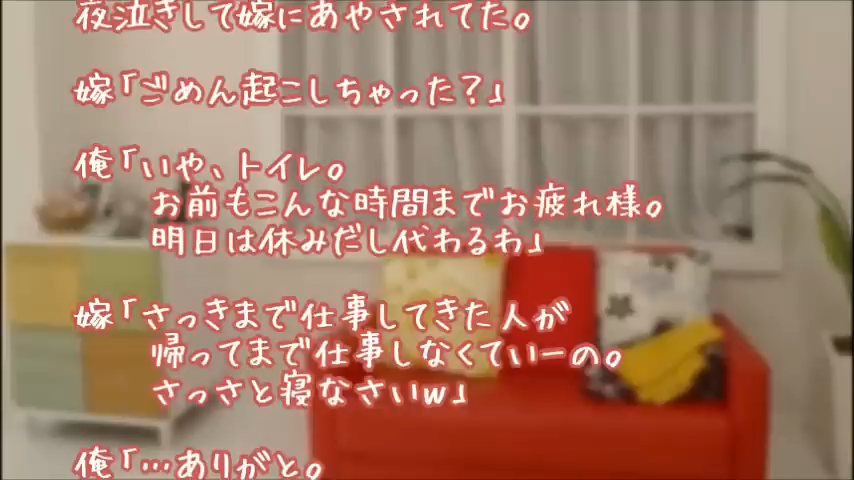 夜泣きして嫁にあやされてた。
嫁「ごめん起こしちゃった?」
俺「いや、トイレ。
お前もこんな時間までお疲れ様。
明日は休みだし代わるわ」
嫁「さっきまで仕事してきた人が
帰ってまで仕事しなくていーの。
さっさと寝なさいw」
俺「…ありがと。